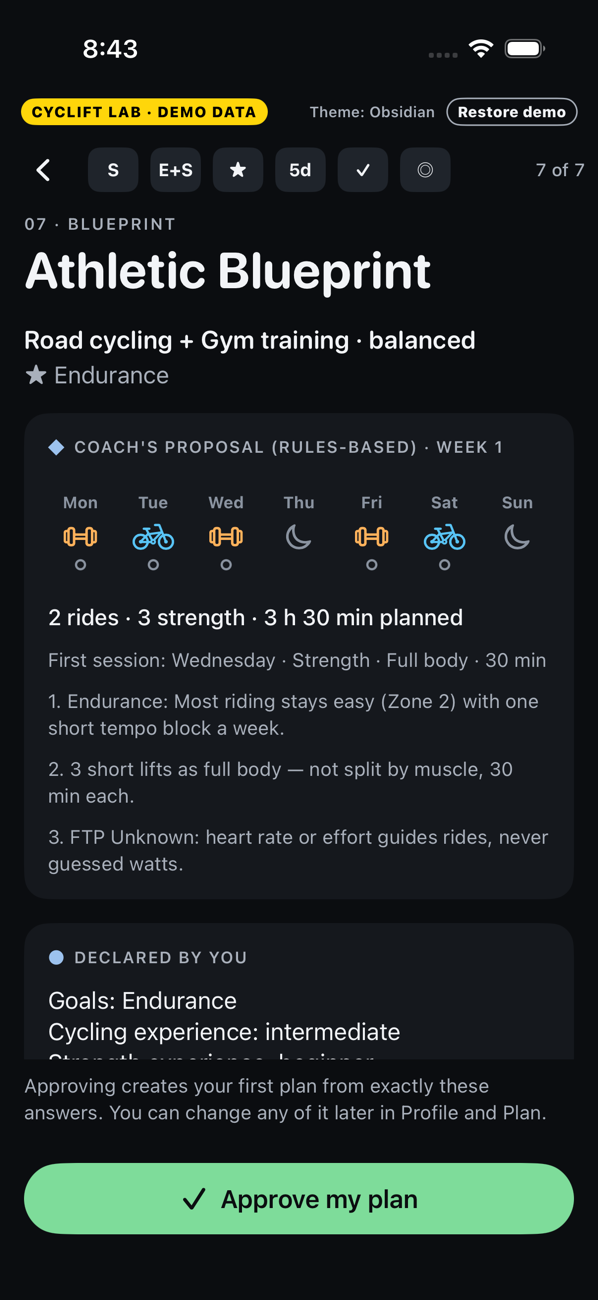 8:43
CYCLIFT LAB · DEMO DATA
Theme: Obsidian
Restore demo
S
E+S
5d
7 of 7
07 · BLUEPRINT
Athletic Blueprint
Road cycling + Gym training · balanced
Endurance
COACH'S PROPOSAL (RULES-BASED) · WEEK 1
Mon Tue Wed Thu Fri Sat Sun
2 rides · 3 strength · 3 h 30 min planned
First session: Wednesday · Strength · Full body · 30 min
1. Endurance: Most riding stays easy (Zone 2) with one
short tempo block a week.
2. 3 short lifts as full body — not split by muscle, 30
min each.
3. FTP Unknown: heart rate or effort guides rides, never
guessed watts.
DECLARED BY YOU
Goals: Endurance
Cycling experience: intermediate
Strength experience: beginner
Approving creates your first plan from exactly these
answers. You can change any of it later in Profile and Plan.
Approve my plan